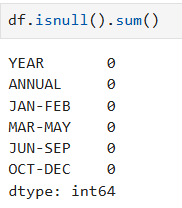 df.isnull().sum()
YEAR 0
ANNUAL 0
JAN-FEB 0
MAR-MAY 0
JUN-SEP 0
OCT-DEC 0
dtype: int64